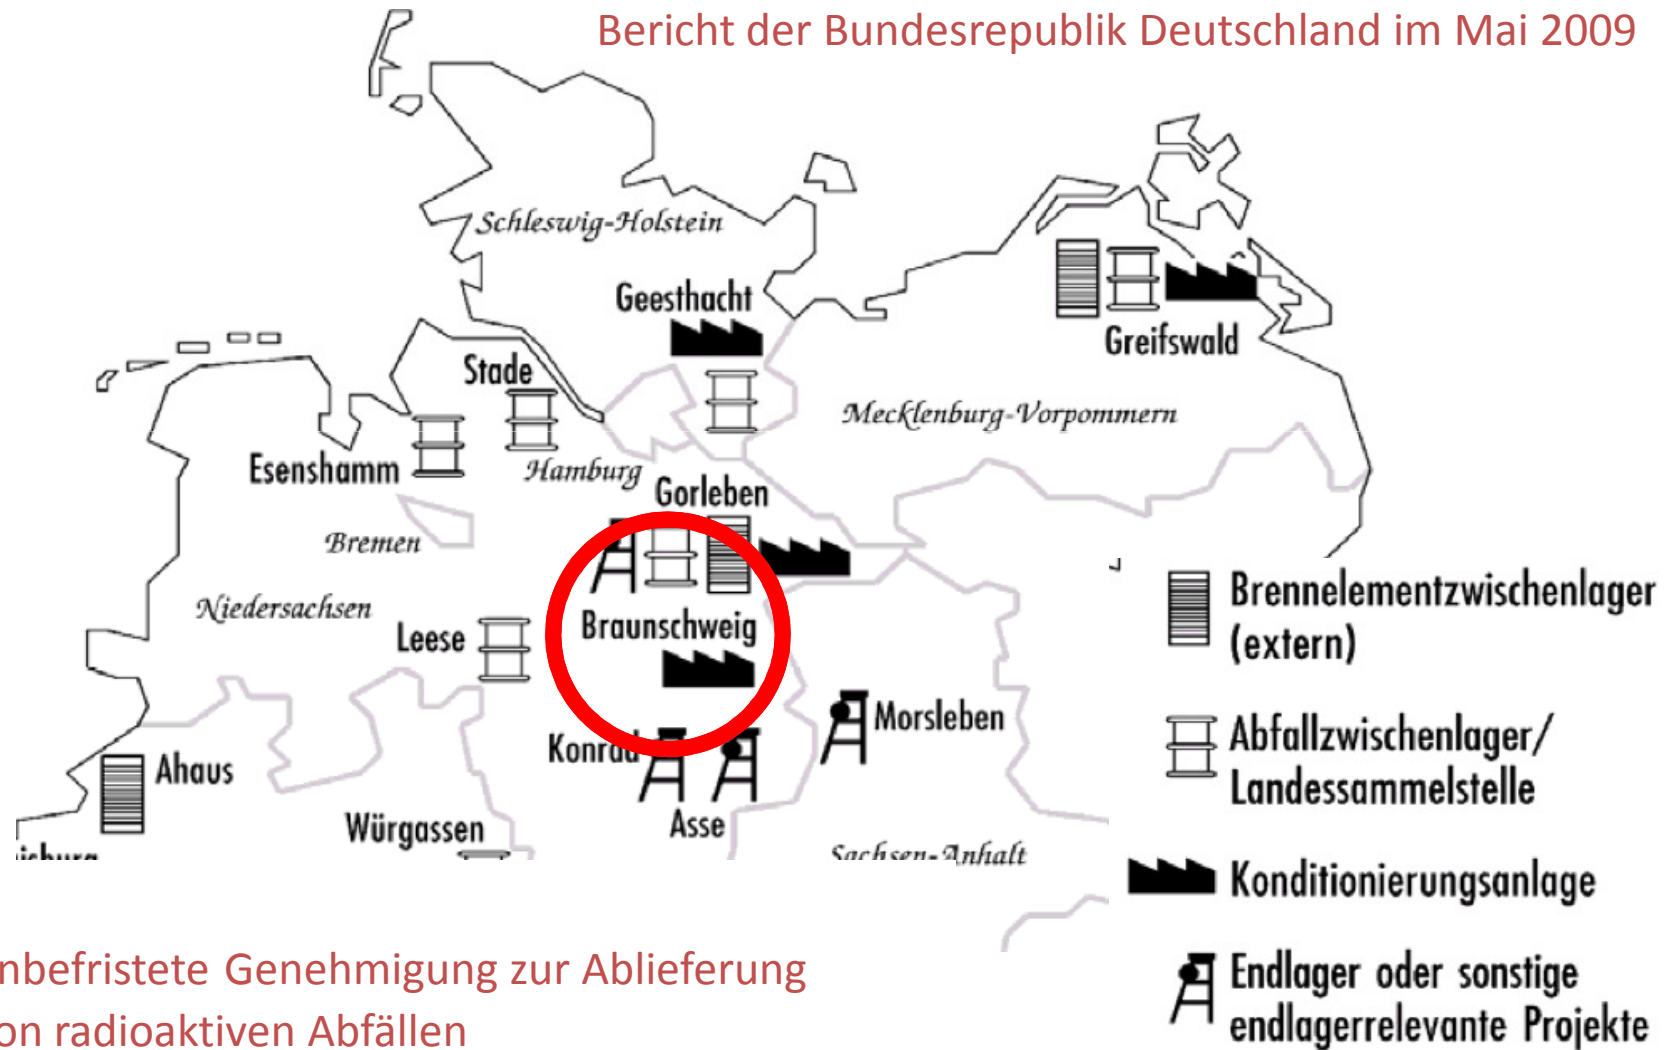 Bericht der Bundesrepublik Deutschland im Mai 2009
Schleswig-Holstein
Geesthacht
Greifswald
Stade
Mecklenburg-Vorpommern
Esenshamm
Hamburg
Gorleben
Bremen
Niedersachsen
Leese
Braunschweig
Konrad
Morsleben
Ahaus
Asse
Würgassen
Sachsen-Anhalt
Brennelementzwischenlager
(extern)
Abfallzwischenlager/
Landessammelstelle
Konditionierungsanlage
Endlager oder sonstige
endlagerrelevante Projekte
nbefristete Genehmigung zur Ablieferung
on radioaktiven Abfällen